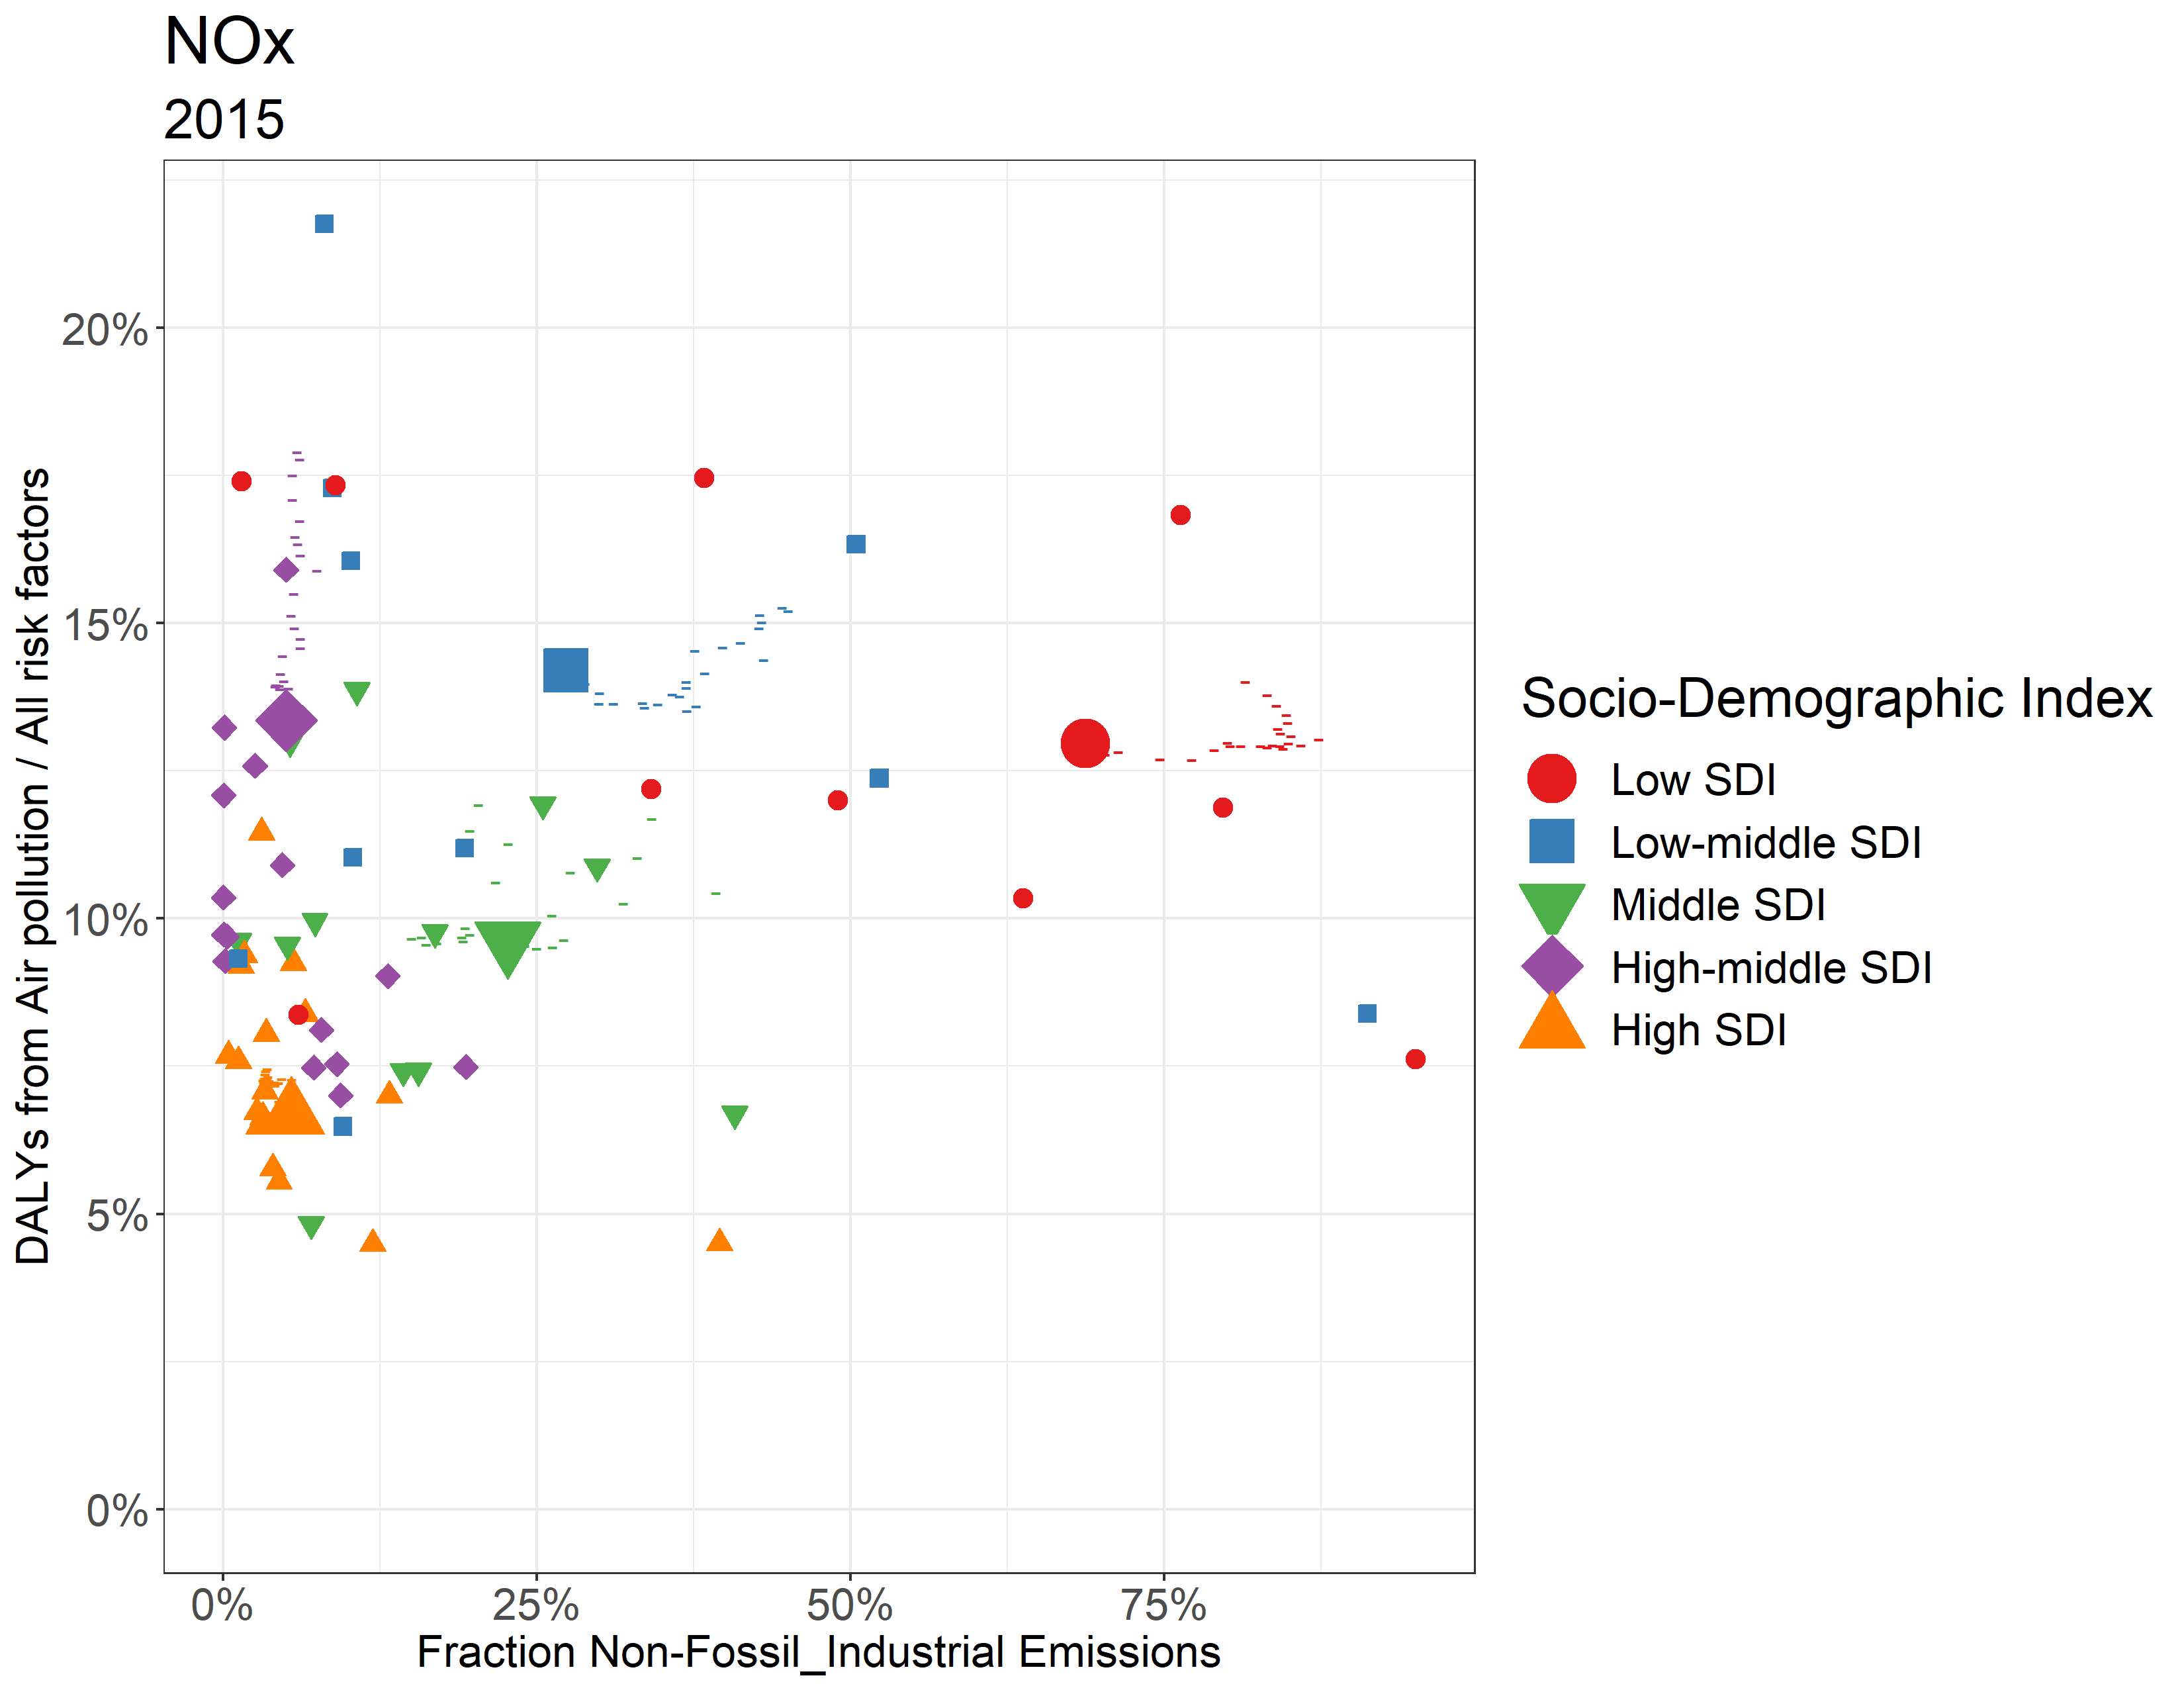 NOx
2015
DALYs from Air pollution / All risk factors
20%
15%
10%
5%
0%
0%
25%
50%
75%
Fraction Non-Fossil_Industrial Emissions
Socio-Demographic Index
Low SDI
Low-middle SDI
Middle SDI
High-middle SDI
High SDI